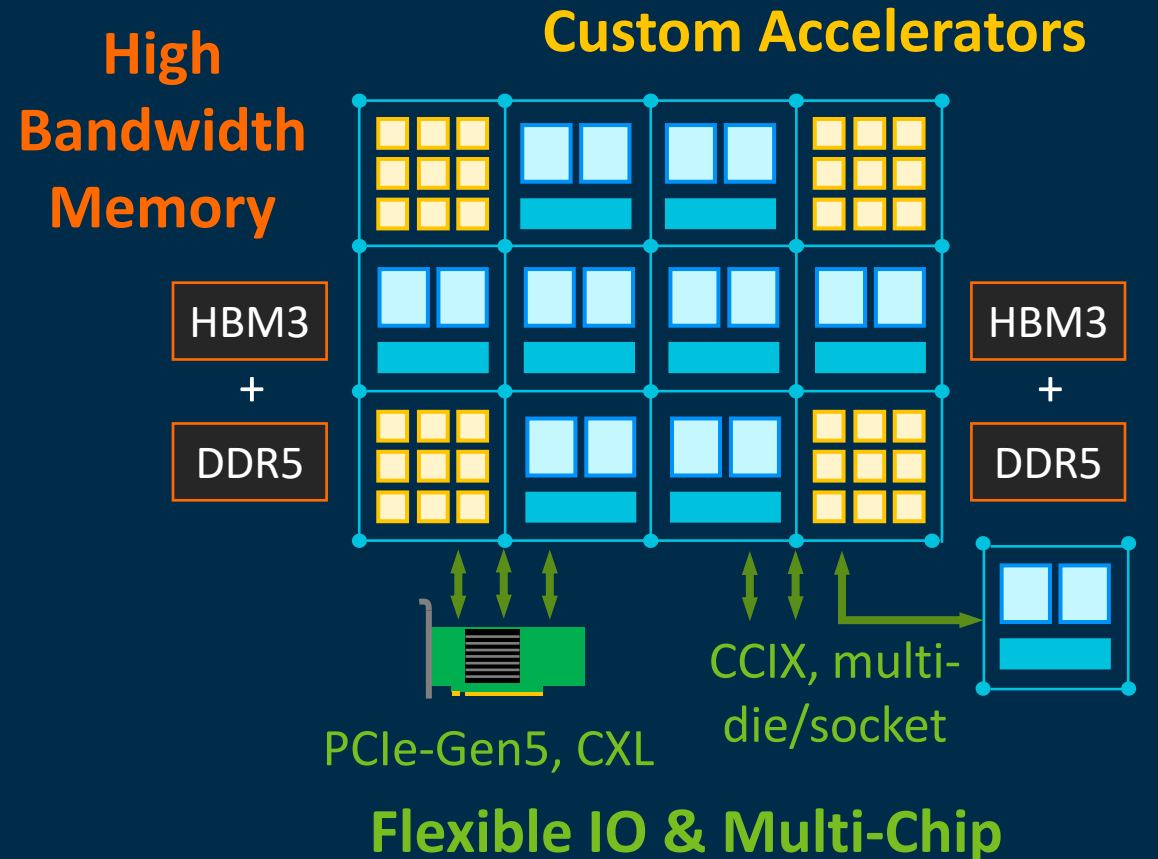 High
Bandwidth
Memory
Custom Accelerators
HBM3
+
DDR5
HBM3
+
DDR5
PCIe-Gen5, CXL
CCIX, multi-
die/socket
Flexible IO & Multi-Chip